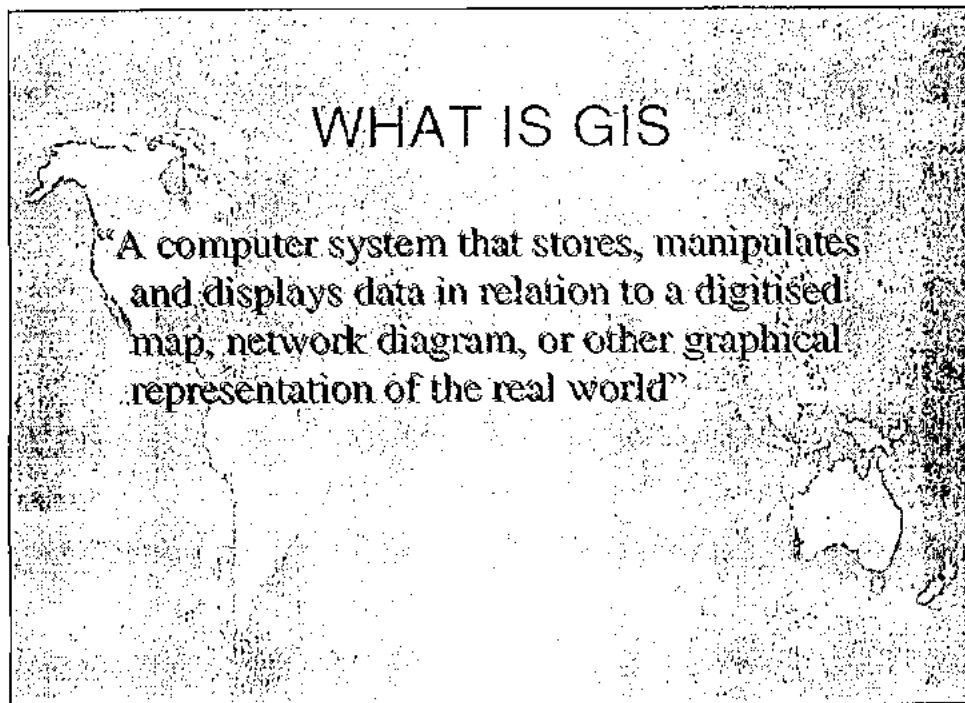 WHAT IS GIS
“A computer system that stores, manipulates
and displays data in relation to a digitised
map, network diagram, or other graphical
representation of the real world”